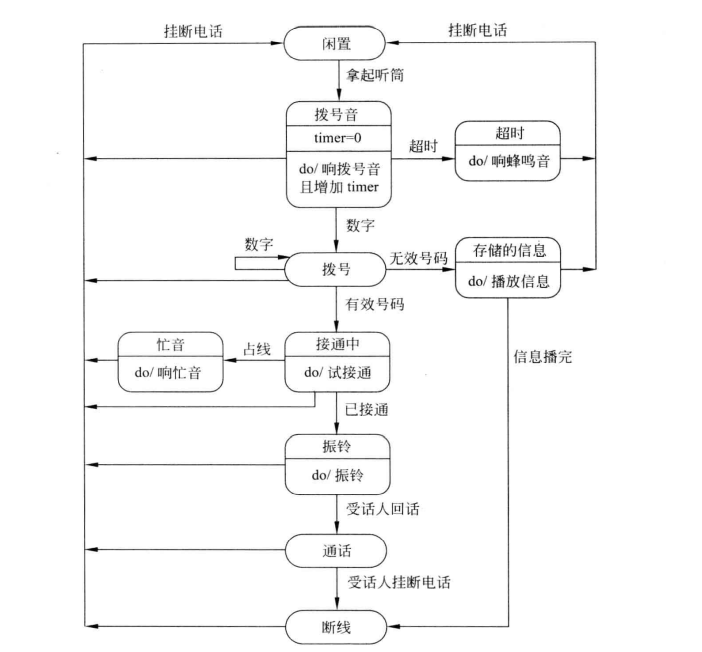 挂断电话
挂断电话
闲置
拿起听筒
拨号音
timer=0
do/ 响拨号音
且增加 timer
超时
超时
do/ 响蜂鸣音
数字
数字
拨号
无效号码
存储的信息
do/ 播放信息
有效号码
忙音
do/ 响忙音
占线
接通中
do/ 试接通
信息播完
已接通
振铃
do/ 振铃
受话人回话
通话
受话人挂断电话
断线